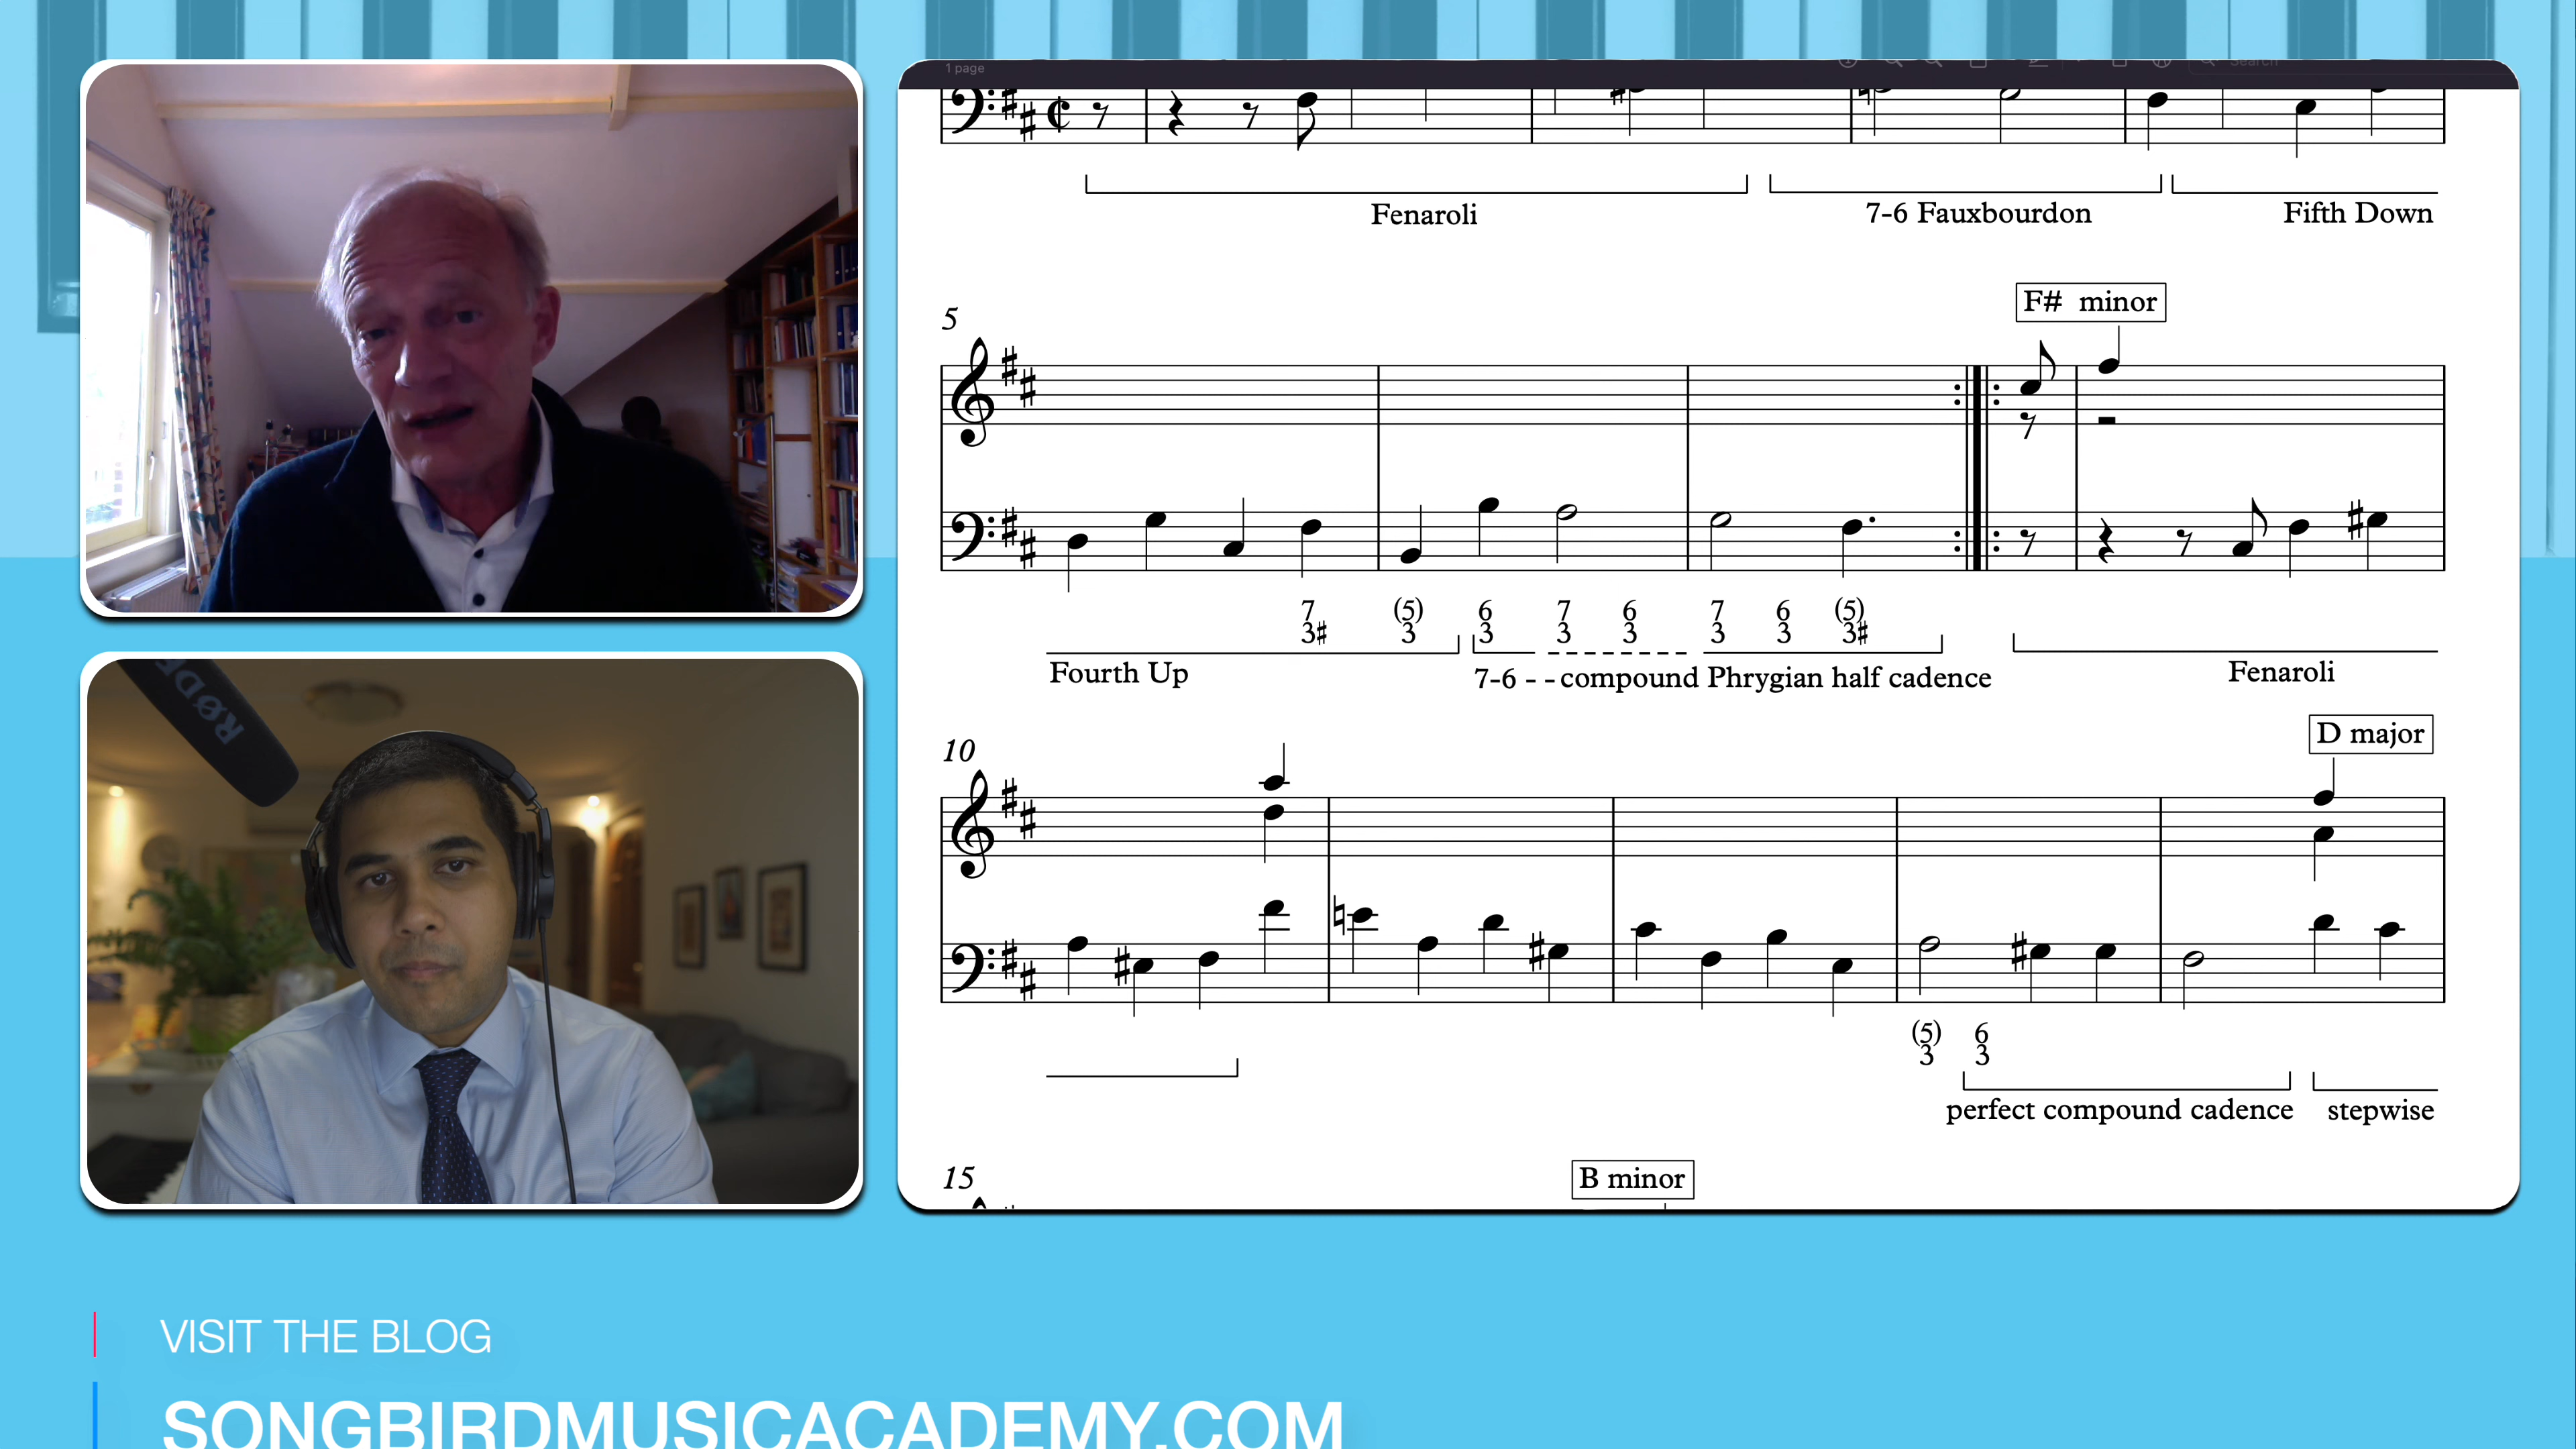 1 page
Search
Fenaroli
7-6 Fauxbourdon
Fifth Down
F# minor
5
7 (5) 6 7 6 7 6 (5)
3# 3 3 3 3 3 3 3#
Fourth Up
7-6 - - compound Phrygian half cadence
Fenaroli
10
D major
(5) 6
3 3
perfect compound cadence
stepwise
15
B minor
RØDE
VISIT THE BLOG
SONGBIRDMUSICACADEMY.COM